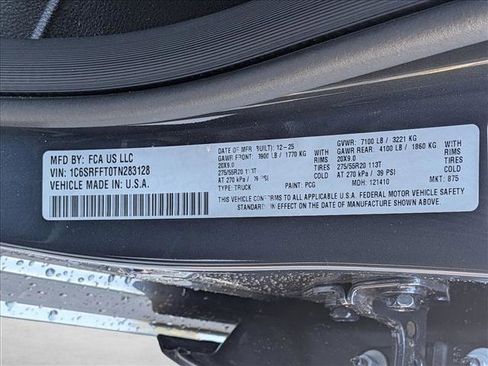 MFD BY: FCA US LLC
VIN: 1C6SRFFT0TN283128
VEHICLE MADE IN U.S.A.
DATE OF MFR (BUILT): 12-25
GAWR FRONT: 3900 LB / 1770 KG
20X9.0
275/55R20 113T
AT 270 kPa / 39 PSI COLD
TYPE: TRUCK
PAINT: PCG
GVWR: 7100 LB / 3221 KG
GAWR REAR: 4100 LB / 1860 KG
20X9.0 TIRES
275/55R20 113T COLD
AT 270 kPa / 39 PSI
MDH: 121410
MKT: 875
THIS VEHICLE CONFORMS TO ALL APPLICABLE U.S.A. FEDERAL MOTOR VEHICLE SAFETY
STANDARDS IN EFFECT ON THE DATE OF MANUFACTURE SHOWN ABOVE